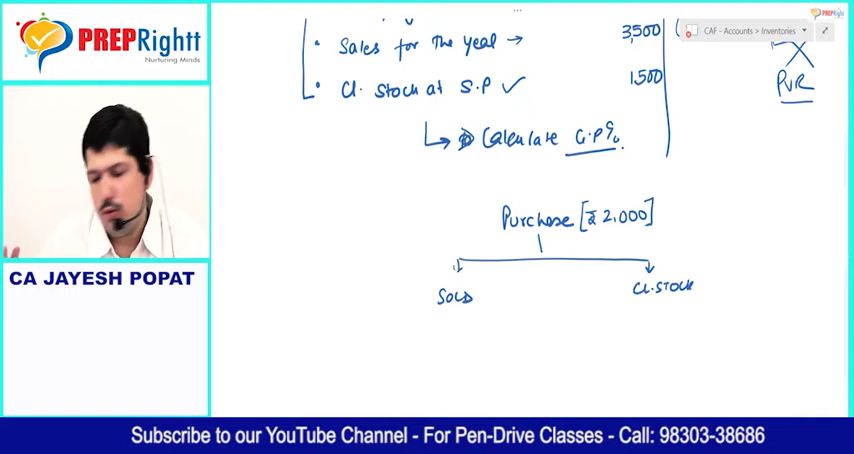 PREPRightt
Nurturing Minds
• Sales for the year → 3,500
• Cl. Stock at S.P ✓ 1,500
CAF - Accounts > Inventories
PREPRightt
PUR
↳ Calculate G.P%.
Purchase [₹ 2,000]
SOLD Cl. STOCK
CA JAYESH POPAT
Subscribe to our YouTube Channel - For Pen-Drive Classes - Call: 98303-38686